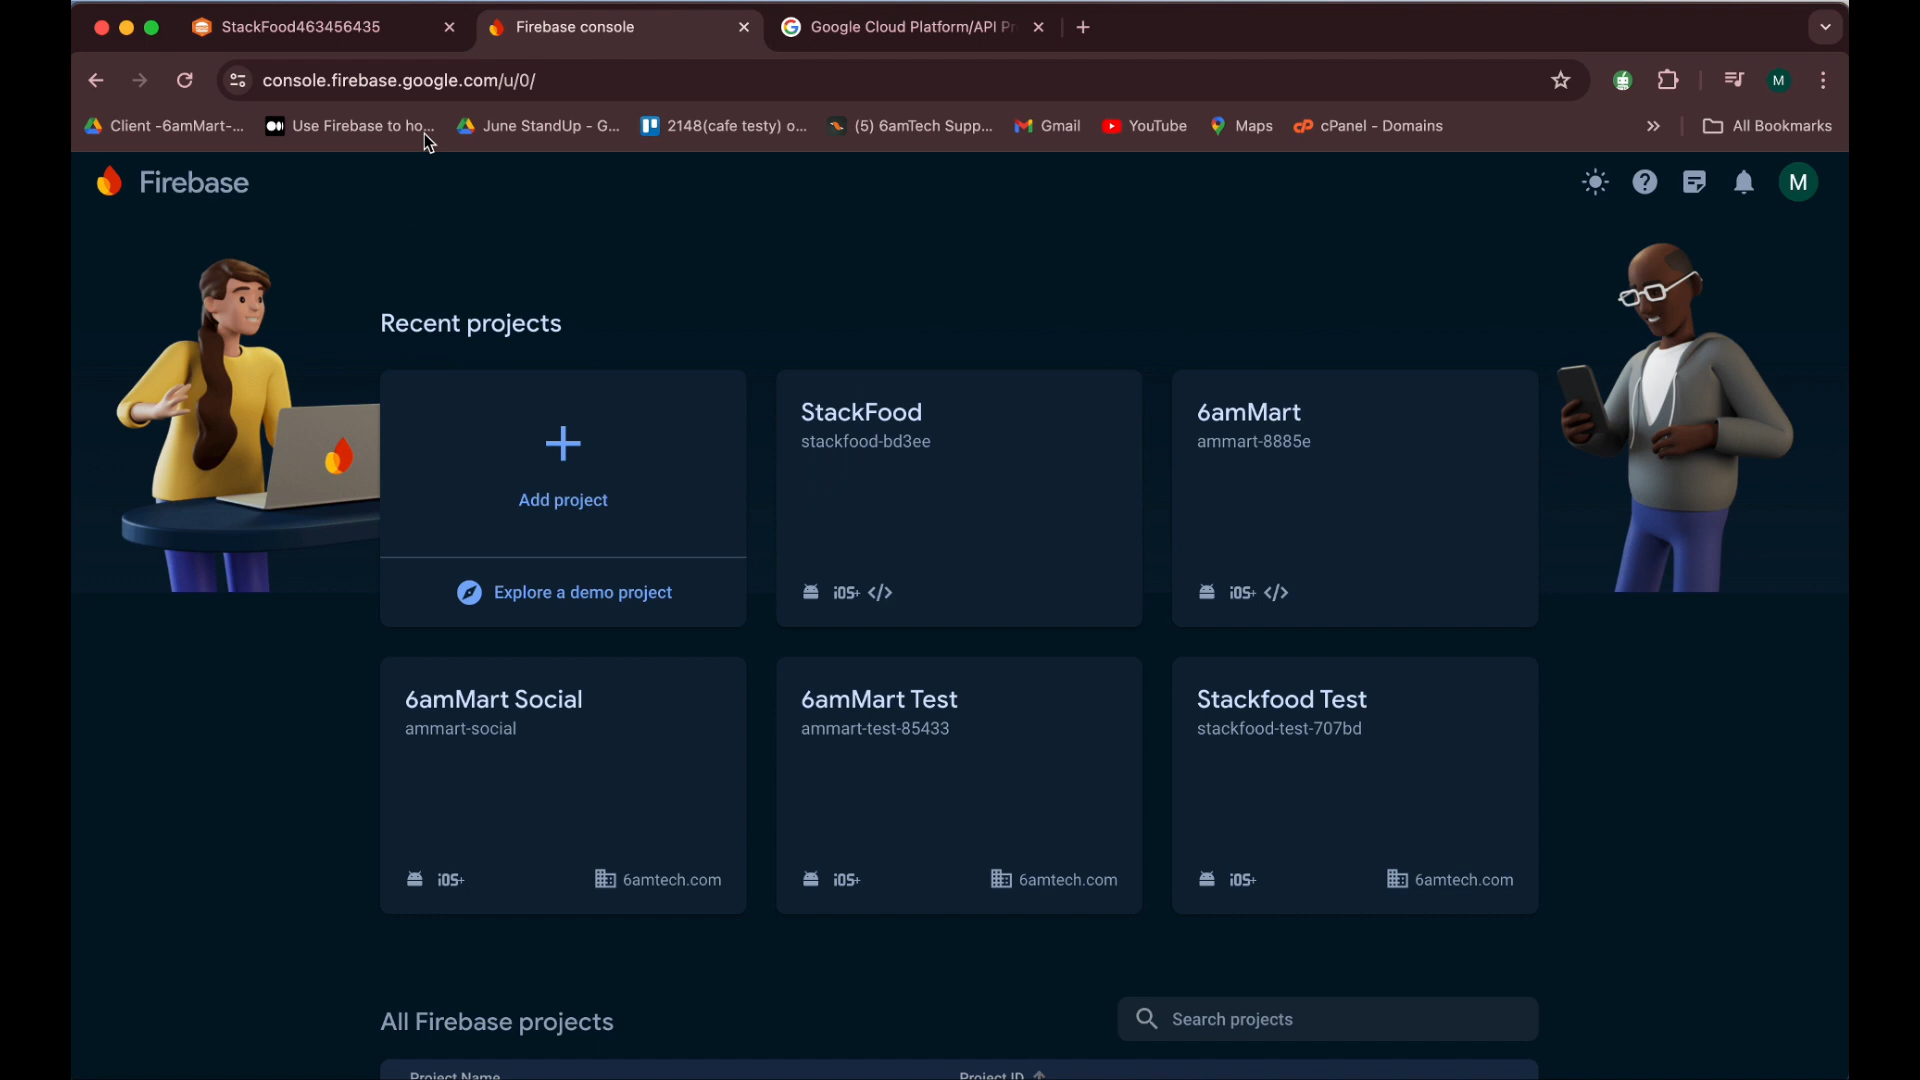 StackFood463456435
Firebase console
Google Cloud Platform/API Pr
console.firebase.google.com/u/0/
M
Client -6amMart-...
Use Firebase to ho...
June StandUp - G...
2148(cafe testy) o...
(5) 6amTech Supp...
Gmail
YouTube
Maps
cPanel - Domains
All Bookmarks
Firebase
M
Recent projects
Add project
Explore a demo project
StackFood
stackfood-bd3ee
iOS+ </>
6amMart
ammart-8885e
iOS+ </>
6amMart Social
ammart-social
iOS+
6amtech.com
6amMart Test
ammart-test-85433
iOS+
6amtech.com
Stackfood Test
stackfood-test-707bd
iOS+
6amtech.com
All Firebase projects
Search projects
Project Name
Project ID